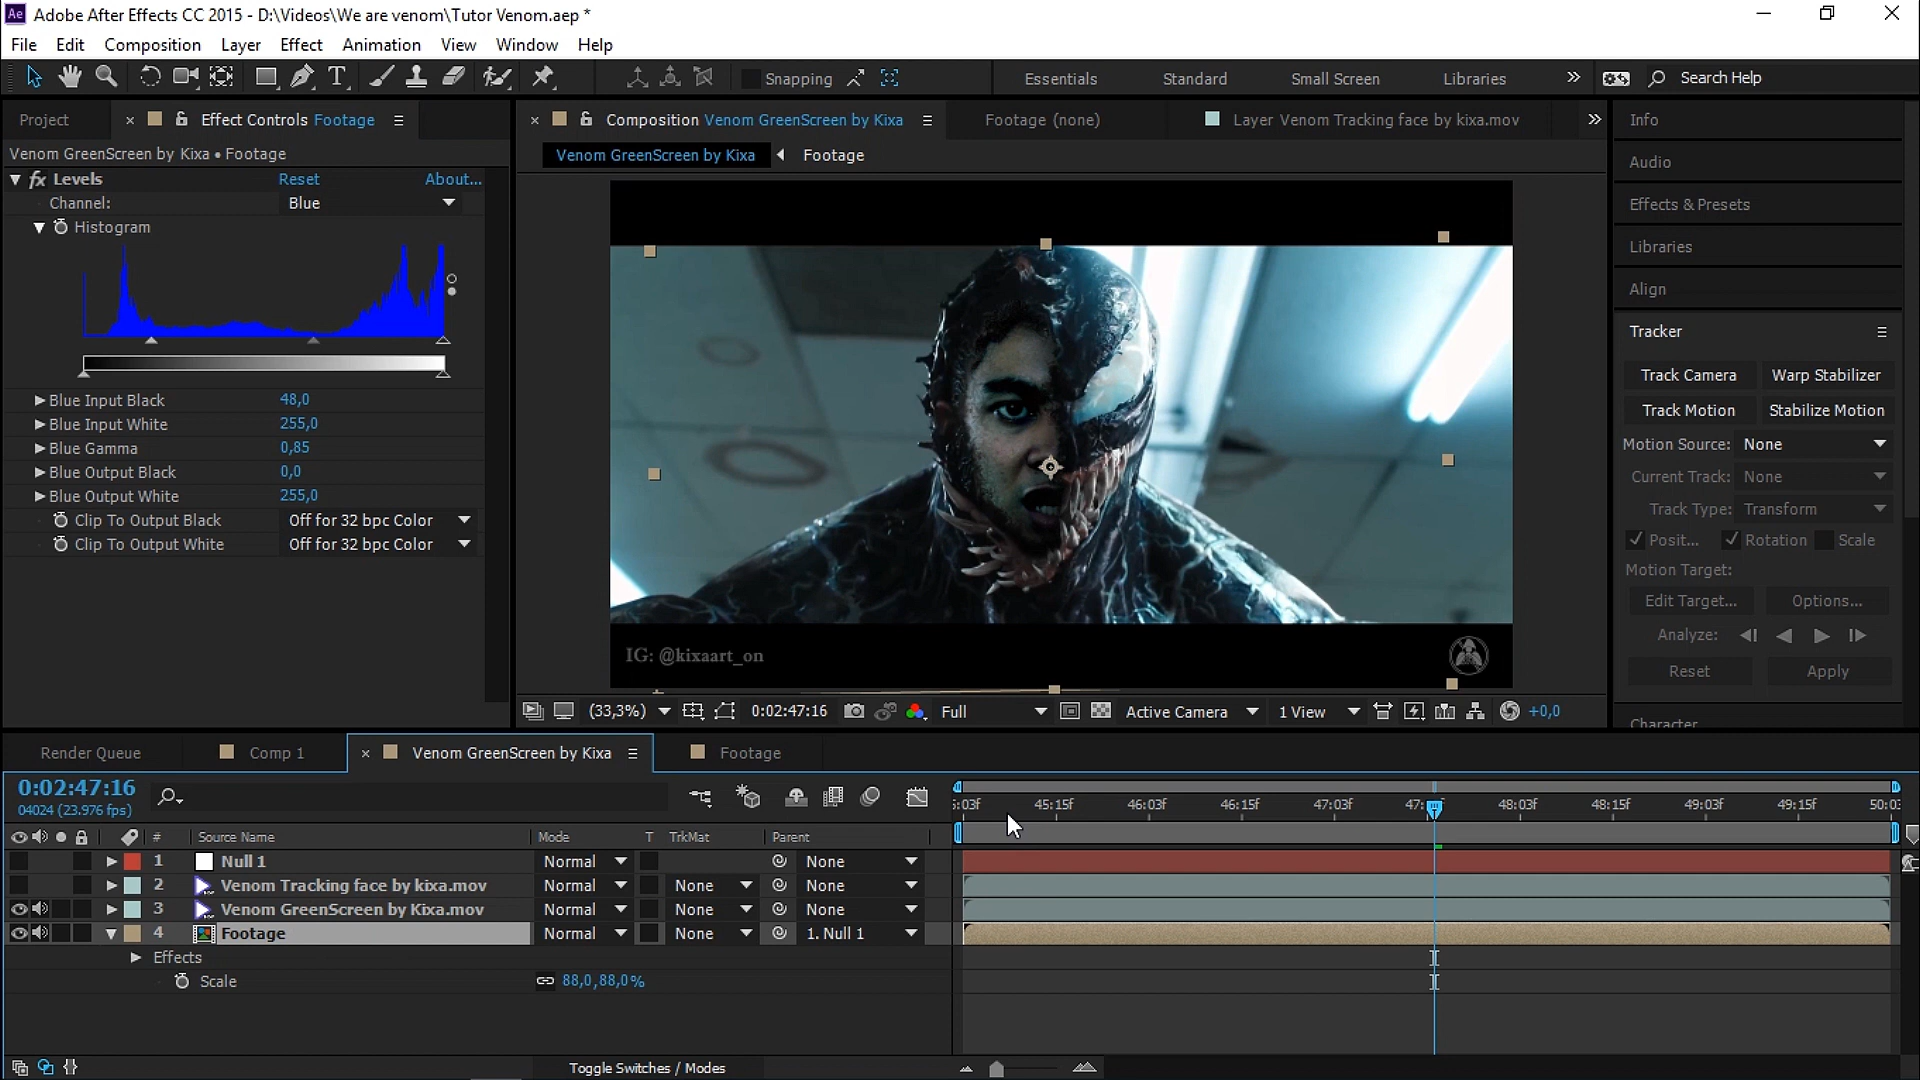 Adobe After Effects CC 2015 - D:\Videos\We are venom\Tutor Venom.aep *
File Edit Composition Layer Effect Animation View Window Help
Snapping Essentials Standard Small Screen Libraries Search Help
Project Effect Controls Footage
Venom GreenScreen by Kixa • Footage
fx Levels Reset About...
Channel: Blue
Histogram
Blue Input Black 48,0
Blue Input White 255,0
Blue Gamma 0,85
Blue Output Black 0,0
Blue Output White 255,0
Clip To Output Black Off for 32 bpc Color
Clip To Output White Off for 32 bpc Color
Composition Venom GreenScreen by Kixa Footage (none) Layer Venom Tracking face by kixa.mov
Venom GreenScreen by Kixa Footage
IG: @kixaart_on
(33,3%) 0:02:47:16 Full Active Camera 1 View +0,0
Info
Audio
Effects & Presets
Libraries
Align
Tracker
Track Camera Warp Stabilizer
Track Motion Stabilize Motion
Motion Source: None
Current Track: None
Track Type: Transform
Posit... Rotation Scale
Motion Target:
Edit Target... Options...
Analyze:
Reset Apply
Character
Render Queue Comp 1 Venom GreenScreen by Kixa Footage
0:02:47:16
04024 (23.976 fps)
5:03f 45:15f 46:03f 46:15f 47:03f 47: 48:03f 48:15f 49:03f 49:15f 50:03
# Source Name Mode T TrkMat Parent
1 Null 1 Normal None
2 Venom Tracking face by kixa.mov Normal None None
3 Venom GreenScreen by Kixa.mov Normal None None
4 Footage Normal None 1. Null 1
Effects
Scale 88,0,88,0%
Toggle Switches / Modes